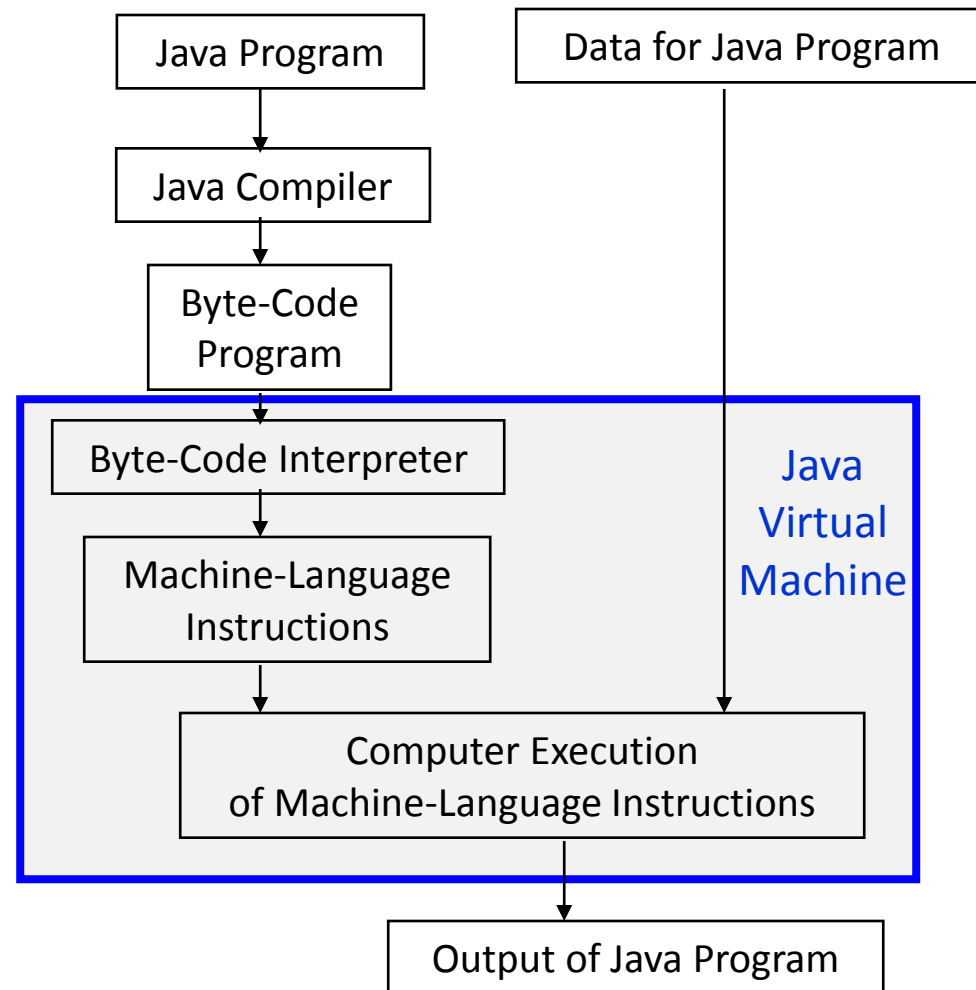 Java Program
Data for Java Program
Java Compiler
Byte-Code
Program
Byte-Code Interpreter
Java
Virtual
Machine
Machine-Language
Instructions
Computer Execution
of Machine-Language Instructions
Output of Java Program